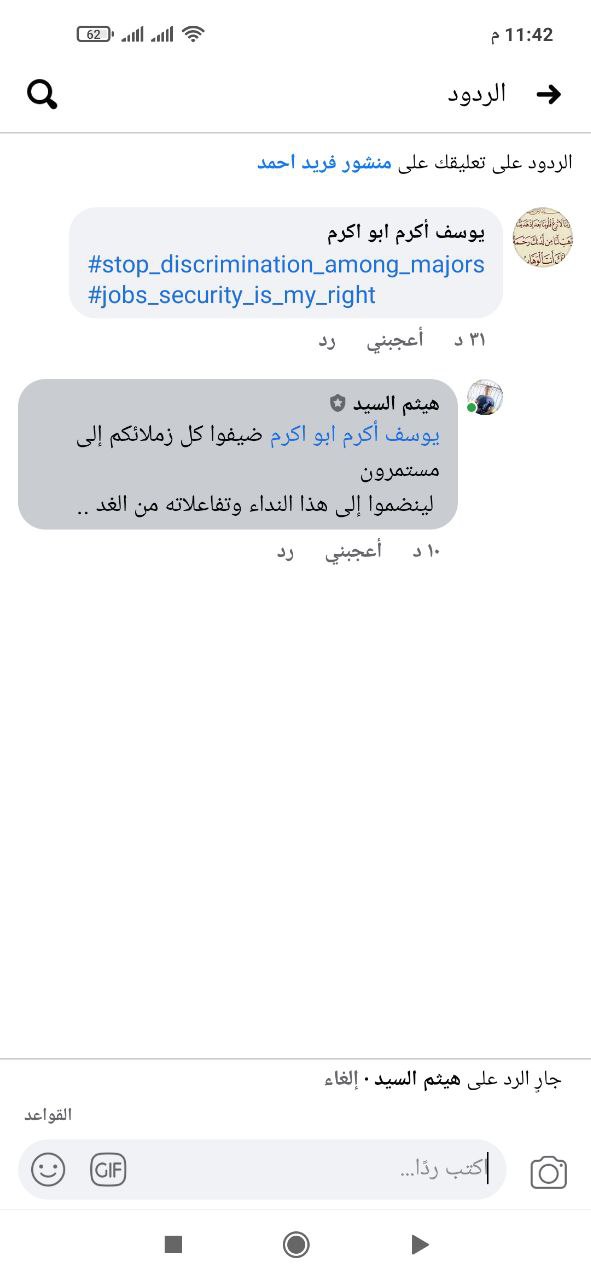 11:42 م
62
الردود
الردود على تعليقك على منشور فريد احمد
يوسف أكرم ابو اكرم
#stop_discrimination_among_majors
#jobs_security_is_my_right
٣١ د أعجبني رد
هيثم السيد
يوسف أكرم ابو اكرم ضيفوا كل زملائكم إلى
مستمرون
لينضموا إلى هذا النداء وتفاعلاته من الغد ..
١٠ د أعجبني رد
جارٍ الرد على هيثم السيد · إلغاء
القواعد
اكتب ردًا...
GIF